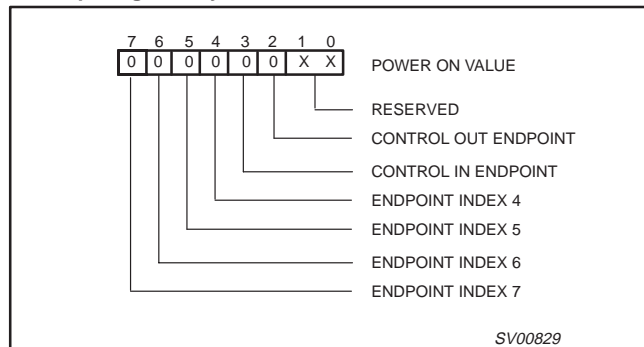 7 6 5 4 3 2 1 0
0 0 0 0 0 0 X X POWER ON VALUE
RESERVED
CONTROL OUT ENDPOINT
CONTROL IN ENDPOINT
ENDPOINT INDEX 4
ENDPOINT INDEX 5
ENDPOINT INDEX 6
ENDPOINT INDEX 7
SV00829